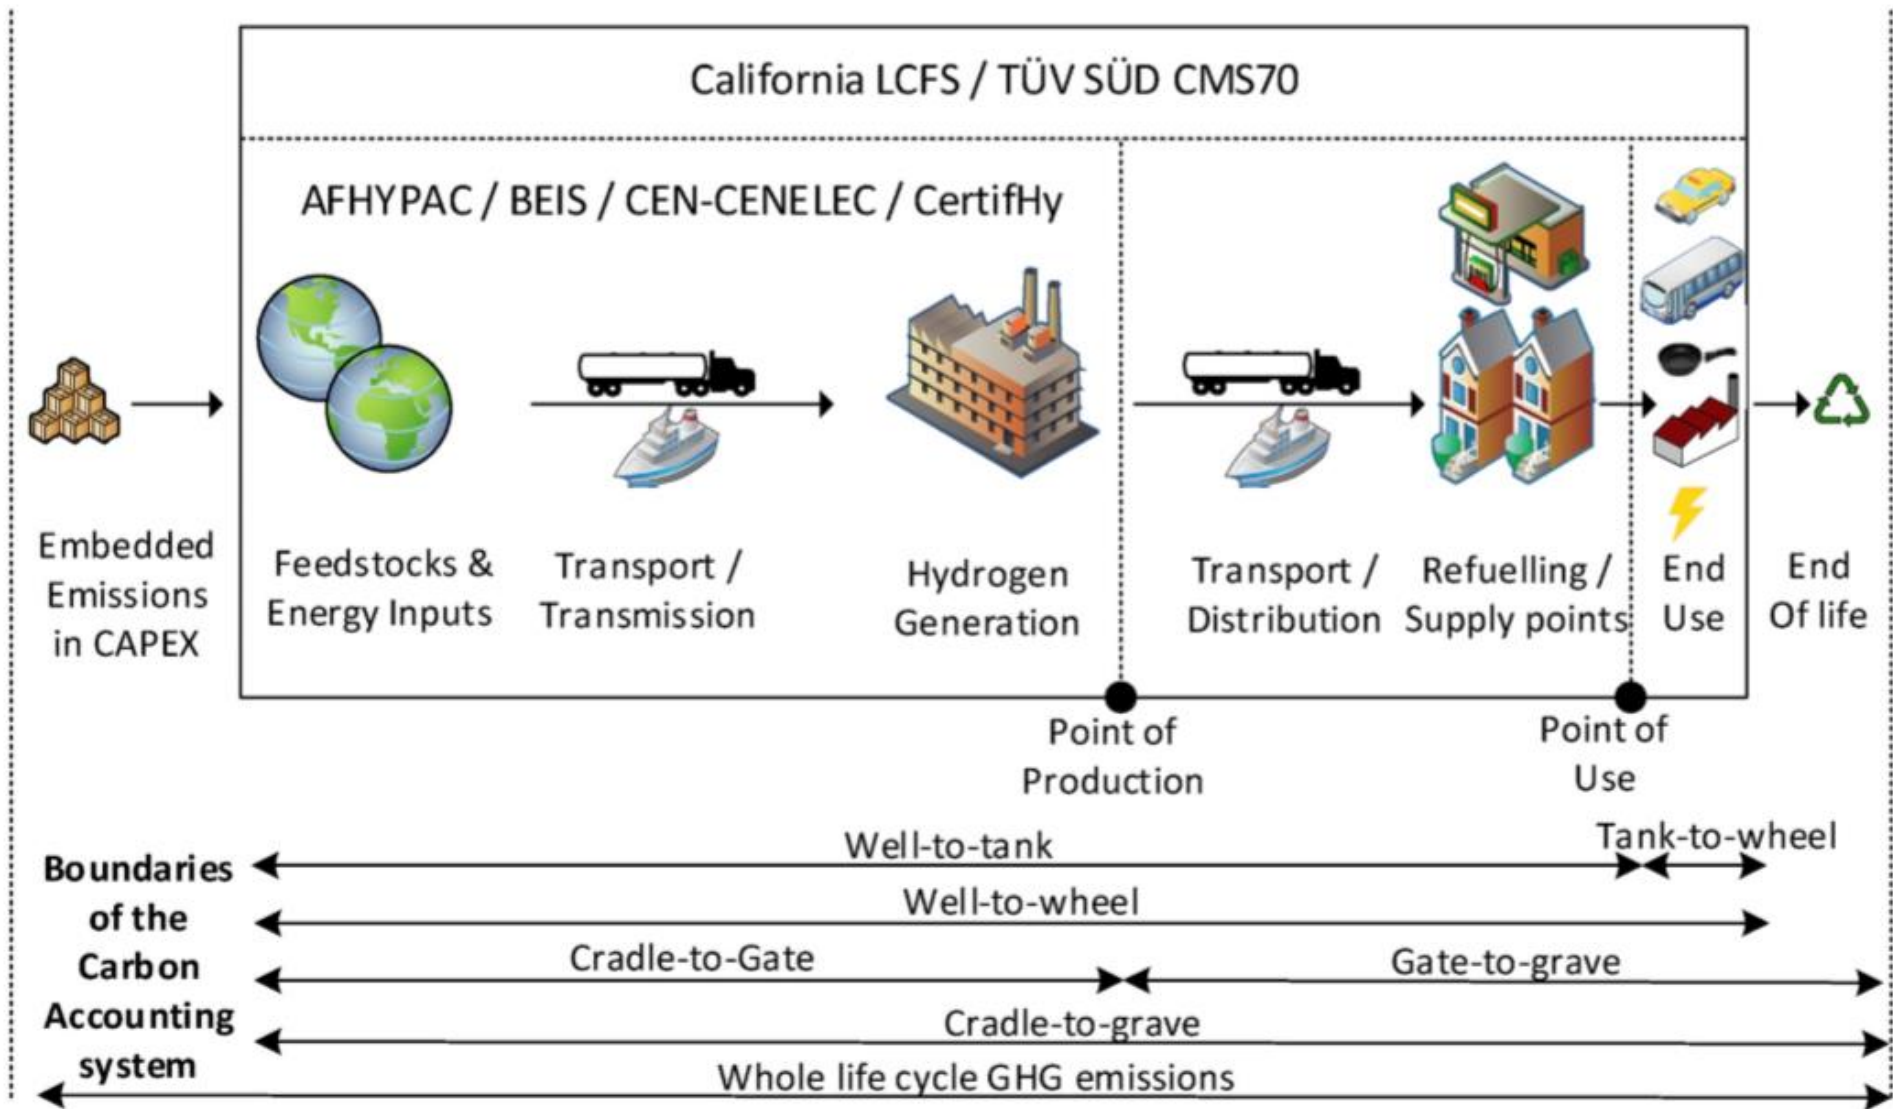 California LCFS / TÜV SÜD CMS70
AFHYPAC / BEIS / CEN-CENELEC / CertifHy
Embedded
Emissions
in CAPEX
Feedstocks &
Energy Inputs
Transport /
Transmission
Hydrogen
Generation
Transport /
Distribution
Refuelling /
Supply points
End
Use
End
Of life
Point of
Production
Point of
Use
Boundaries
of the
Carbon
Accounting
system
Well-to-tank
Tank-to-wheel
Well-to-wheel
Cradle-to-Gate
Gate-to-grave
Cradle-to-grave
Whole life cycle GHG emissions